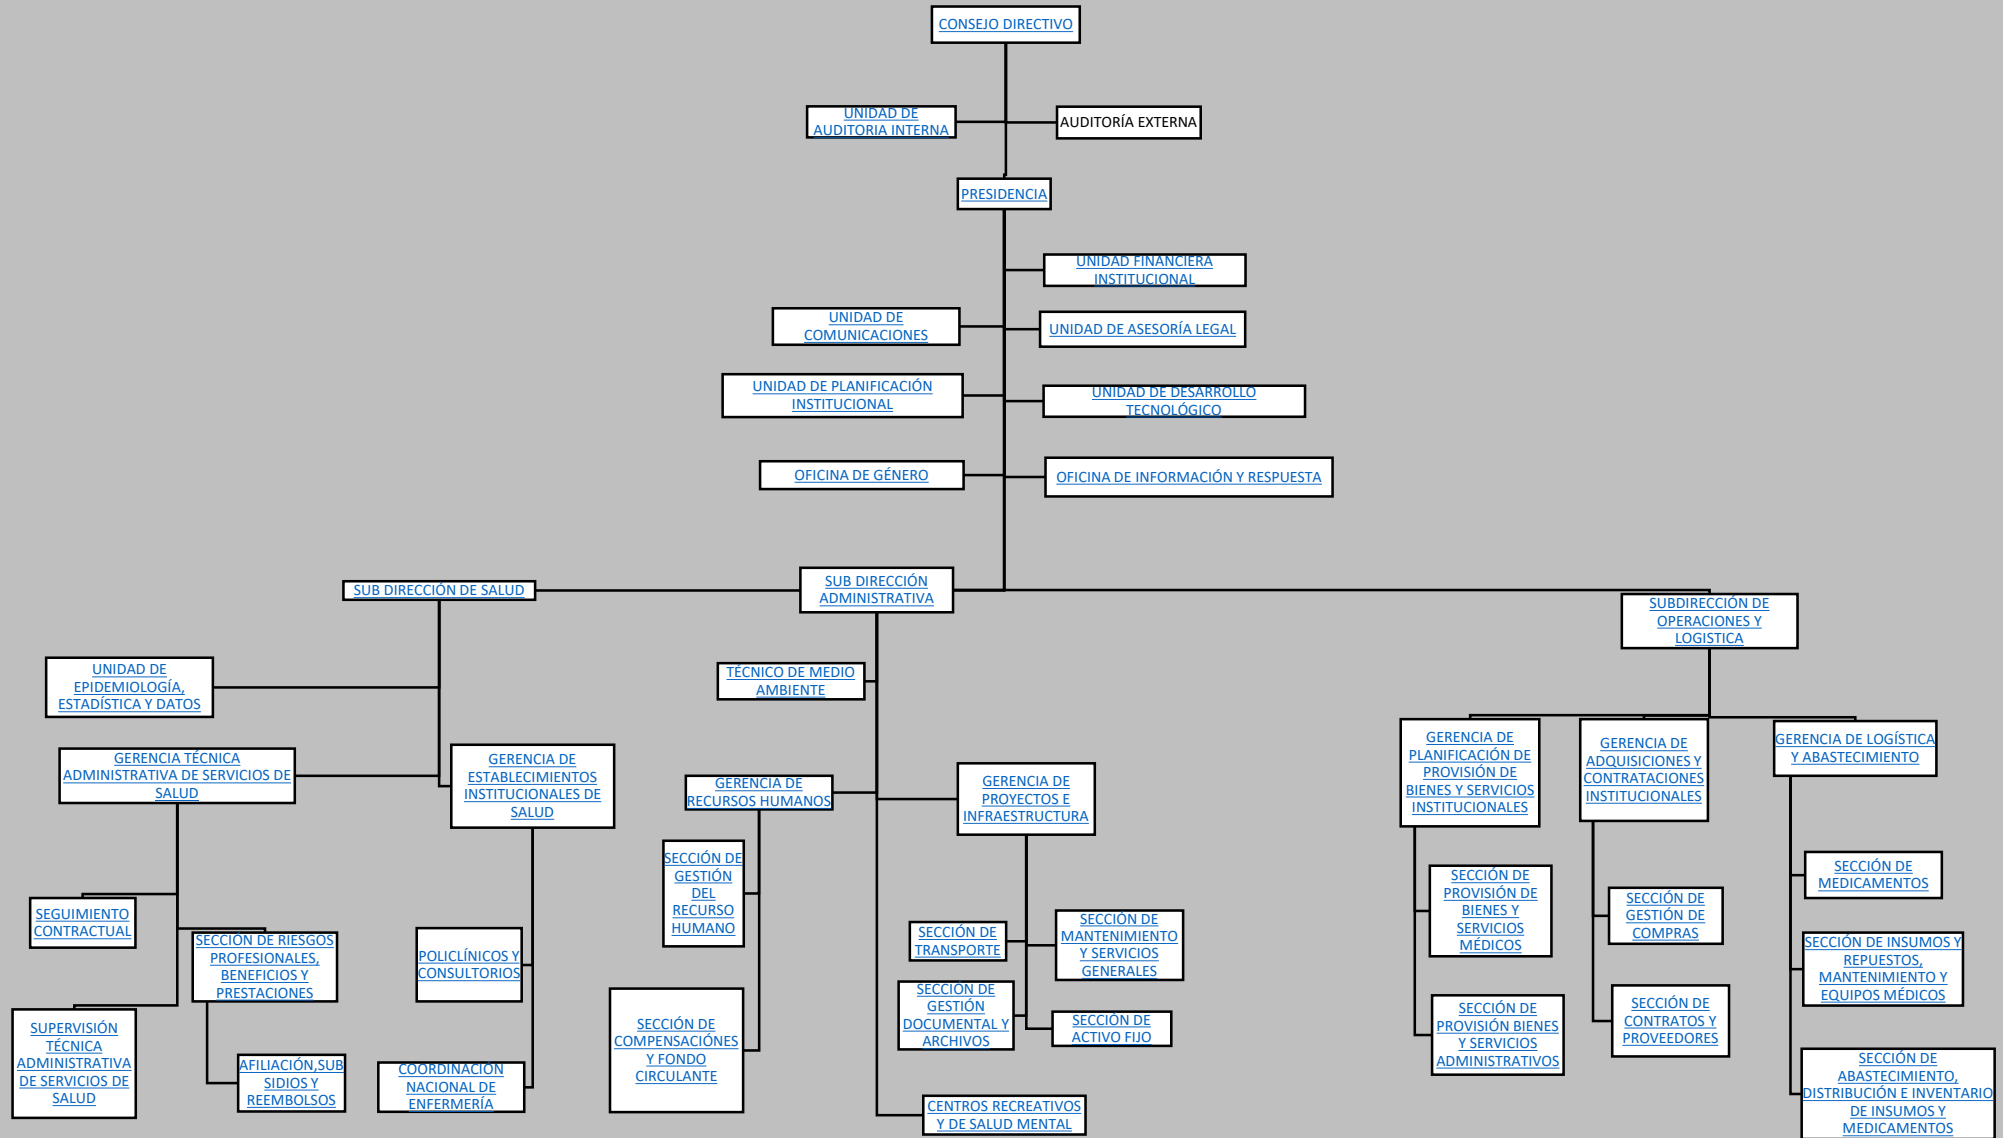 CONSEJO DIRECTIVO
UNIDAD DE
AUDITORIA INTERNA
AUDITORÍA EXTERNA
PRESIDENCIA
UNIDAD FINANCIERA
INSTITUCIONAL
UNIDAD DE
COMUNICACIONES
UNIDAD DE ASESORÍA LEGAL
UNIDAD DE PLANIFICACIÓN
INSTITUCIONAL
UNIDAD DE DESARROLLO
TECNOLÓGICO
OFICINA DE GÉNERO
OFICINA DE INFORMACIÓN Y RESPUESTA
SUB DIRECCIÓN DE SALUD
SUB DIRECCIÓN
ADMINISTRATIVA
SUBDIRECCIÓN DE
OPERACIONES Y
LOGISTICA
UNIDAD DE
EPIDEMIOLOGÍA,
ESTADÍSTICA Y DATOS
TÉCNICO DE MEDIO
AMBIENTE
GERENCIA TÉCNICA
ADMINISTRATIVA DE SERVICIOS DE
SALUD
GERENCIA DE
ESTABLECIMIENTOS
INSTITUCIONALES DE
SALUD
GERENCIA DE
RECURSOS HUMANOS
GERENCIA DE
PROYECTOS E
INFRAESTRUCTURA
GERENCIA DE
PLANIFICACIÓN DE
PROVISIÓN DE
BIENES Y SERVICIOS
INSTITUCIONALES
GERENCIA DE
ADQUISICIONES Y
CONTRATACIONES
INSTITUCIONALES
GERENCIA DE LOGÍSTICA
Y ABASTECIMIENTO
SEGUIMIENTO
CONTRACTUAL
SECCIÓN DE RIESGOS
PROFESIONALES,
BENEFICIOS Y
PRESTACIONES
POLICLÍNICOS Y
CONSULTORIOS
SECCIÓN DE
GESTIÓN
DEL
RECURSO
HUMANO
SECCIÓN DE
TRANSPORTE
SECCIÓN DE
MANTENIMIENTO
Y SERVICIOS
GENERALES
SECCIÓN DE
PROVISIÓN DE
BIENES Y
SERVICIOS
MÉDICOS
SECCIÓN DE
GESTIÓN DE
COMPRAS
SECCIÓN DE
MEDICAMENTOS
SECCIÓN DE INSUMOS Y
REPUESTOS,
MANTENIMIENTO Y
EQUIPOS MÉDICOS
SUPERVISIÓN
TÉCNICA
ADMINISTRATIVA
DE SERVICIOS DE
SALUD
AFILIACIÓN,SUB
SIDIOS Y
REEMBOLSOS
COORDINACIÓN
NACIONAL DE
ENFERMERÍA
SECCIÓN DE
COMPENSACIÓNES
Y FONDO
CIRCULANTE
SECCIÓN DE
GESTIÓN
DOCUMENTAL Y
ARCHIVOS
SECCIÓN DE
ACTIVO FIJO
SECCIÓN DE
PROVISIÓN BIENES
Y SERVICIOS
ADMINISTRATIVOS
SECCIÓN DE
CONTRATOS Y
PROVEEDORES
SECCIÓN DE
ABASTECIMIENTO,
DISTRIBUCIÓN E INVENTARIO
DE INSUMOS Y
MEDICAMENTOS
CENTROS RECREATIVOS
Y DE SALUD MENTAL